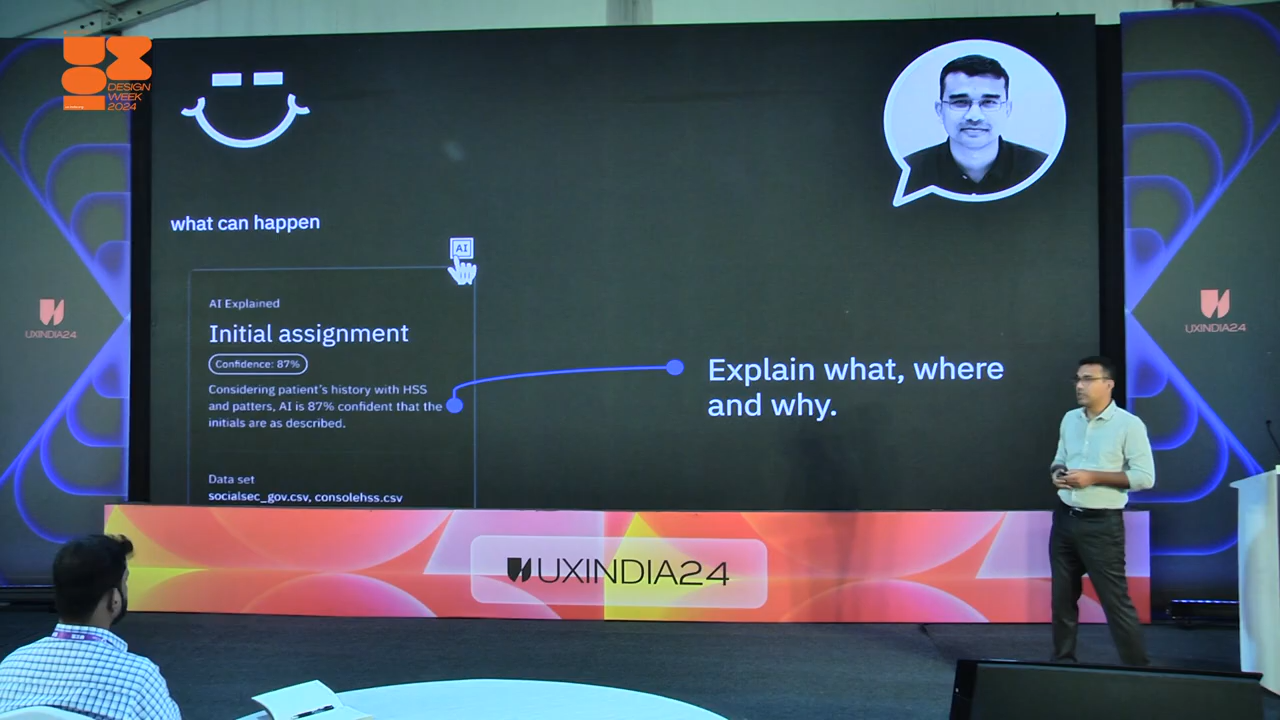 UXI
DESIGN
WEEK
2024
what can happen
AI
AI Explained
Initial assignment
Confidence: 87%
Considering patient's history with HSS
and patters, AI is 87% confident that the
initials are as described.
Data set
socialsec_gov.csv, consolehss.csv
Explain what, where
and why.
UXINDIA24
UXINDIA24
UXINDIA24